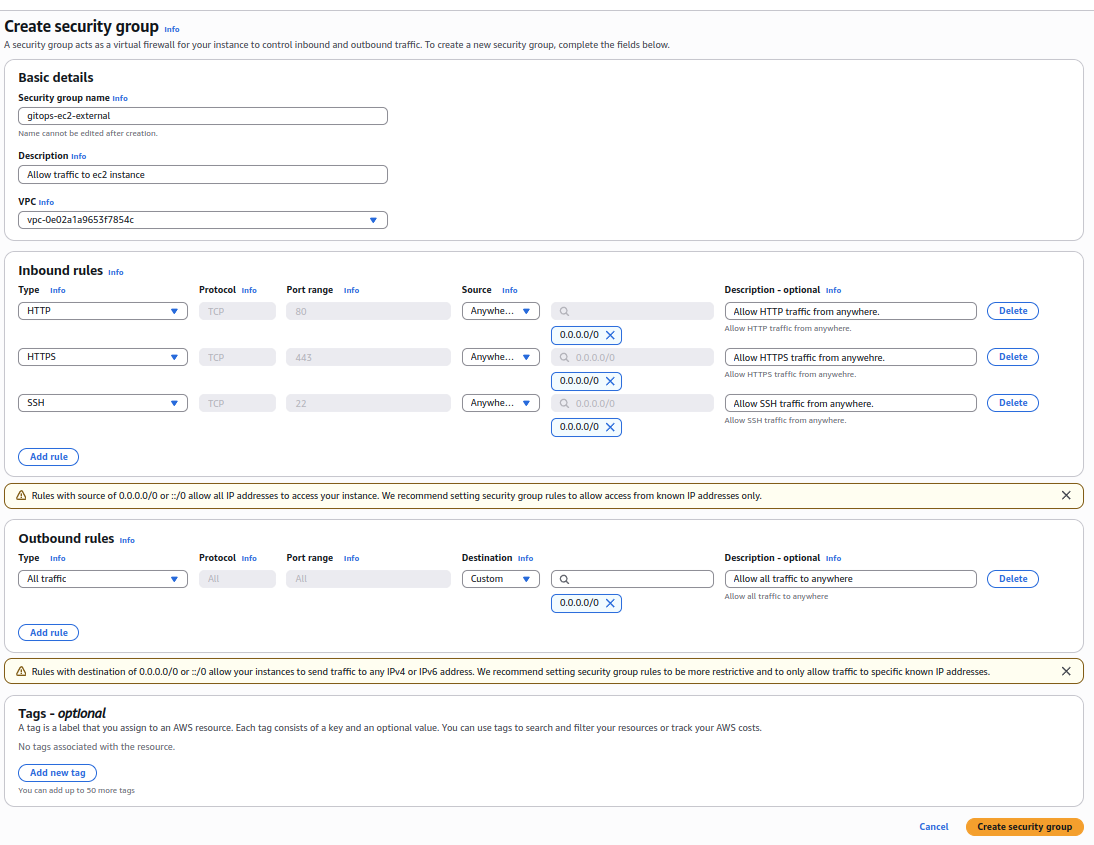 Create security group Info
A security group acts as a virtual firewall for your instance to control inbound and outbound traffic. To create a new security group, complete the fields below.
Basic details
Security group name Info
gitops-ec2-external
Name cannot be edited after creation.
Description Info
Allow traffic to ec2 instance
VPC Info
vpc-0e02a1a9653f7854c
Inbound rules Info
Type Info Protocol Info Port range Info Source Info Description - optional Info
HTTP TCP 80 Anywhe... Allow HTTP traffic from anywhere. Delete
Allow HTTP traffic from anywhere.
0.0.0.0/0
HTTPS TCP 443 Anywhe... 0.0.0.0/0 Allow HTTPS traffic from anywehre. Delete
Allow HTTPS traffic from anywehre.
0.0.0.0/0
SSH TCP 22 Anywhe... 0.0.0.0/0 Allow SSH traffic from anywhere. Delete
Allow SSH traffic from anywhere.
0.0.0.0/0
Add rule
Rules with source of 0.0.0.0/0 or ::/0 allow all IP addresses to access your instance. We recommend setting security group rules to allow access from known IP addresses only.
Outbound rules Info
Type Info Protocol Info Port range Info Destination Info Description - optional Info
All traffic All All Custom Allow all traffic to anywhere Delete
Allow all traffic to anywhere
0.0.0.0/0
Add rule
Rules with destination of 0.0.0.0/0 or ::/0 allow your instances to send traffic to any IPv4 or IPv6 address. We recommend setting security group rules to be more restrictive and to only allow traffic to specific known IP addresses.
Tags - optional
A tag is a label that you assign to an AWS resource. Each tag consists of a key and an optional value. You can use tags to search and filter your resources or track your AWS costs.
No tags associated with the resource.
Add new tag
You can add up to 50 more tags
Cancel Create security group